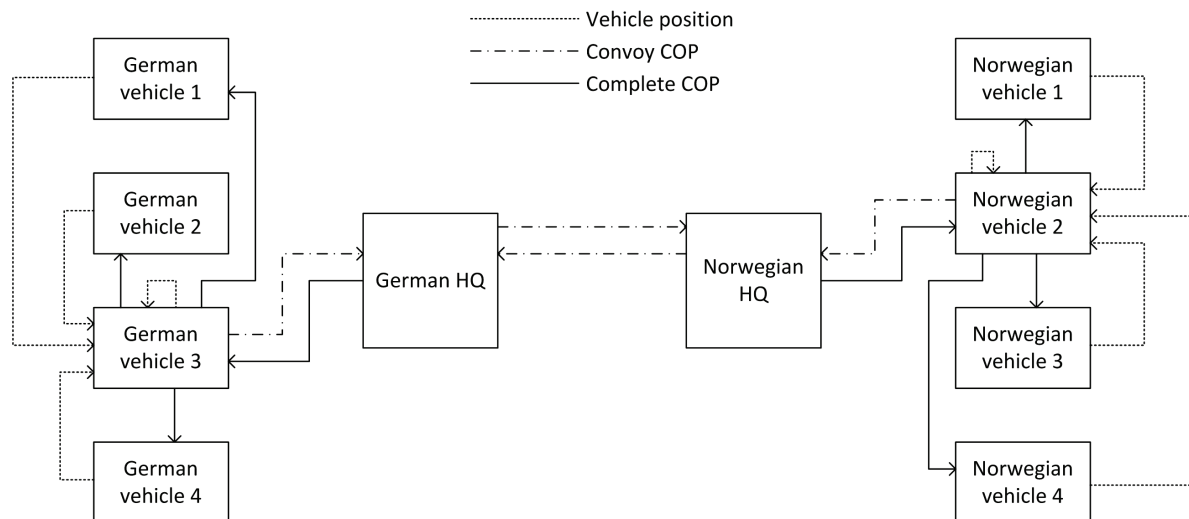 Vehicle position
Convoy COP
Complete COP
German
vehicle 1
German
vehicle 2
German
vehicle 3
German
vehicle 4
German HQ
Norwegian
HQ
Norwegian
vehicle 1
Norwegian
vehicle 2
Norwegian
vehicle 3
Norwegian
vehicle 4